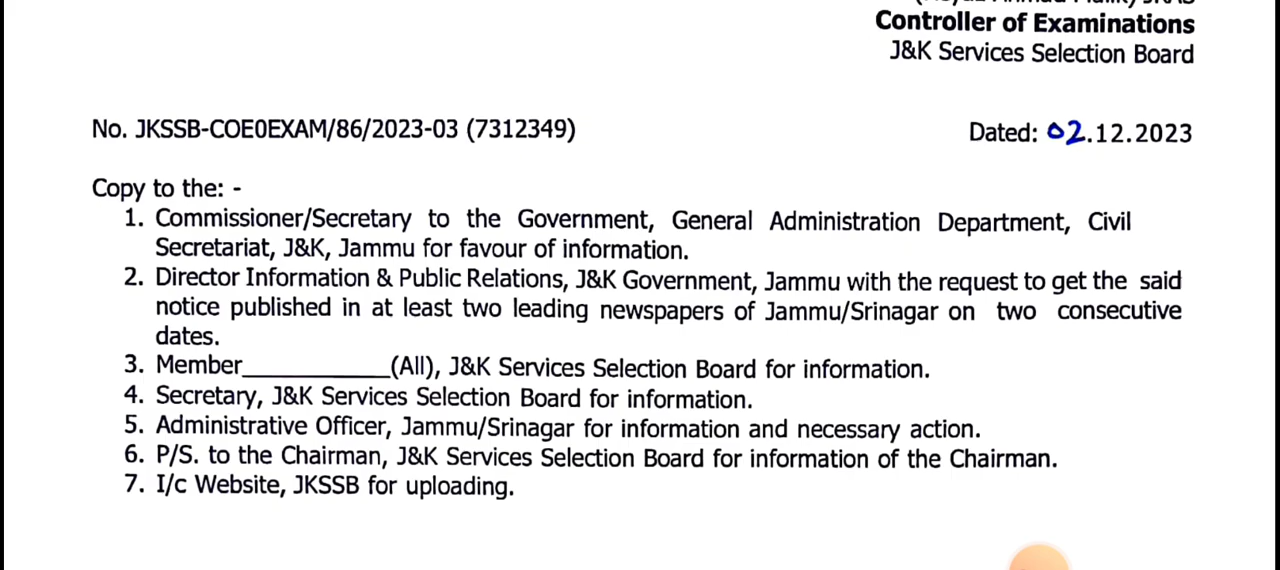 Controller of Examinations
J&K Services Selection Board
No. JKSSB-COE0EXAM/86/2023-03 (7312349)
Dated: 02.12.2023
Copy to the: -
1. Commissioner/Secretary to the Government, General Administration Department, Civil
Secretariat, J&K, Jammu for favour of information.
2. Director Information & Public Relations, J&K Government, Jammu with the request to get the said
notice published in at least two leading newspapers of Jammu/Srinagar on two consecutive
dates.
3. Member___________(All), J&K Services Selection Board for information.
4. Secretary, J&K Services Selection Board for information.
5. Administrative Officer, Jammu/Srinagar for information and necessary action.
6. P/S. to the Chairman, J&K Services Selection Board for information of the Chairman.
7. I/c Website, JKSSB for uploading.